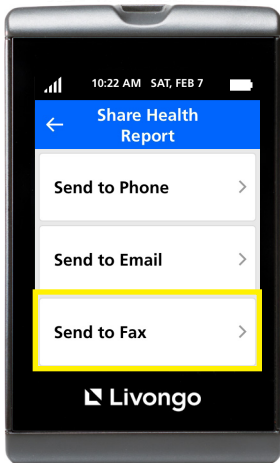 10:22 AM SAT, FEB 7
Share Health
Report
Send to Phone
Send to Email
Send to Fax
Livongo